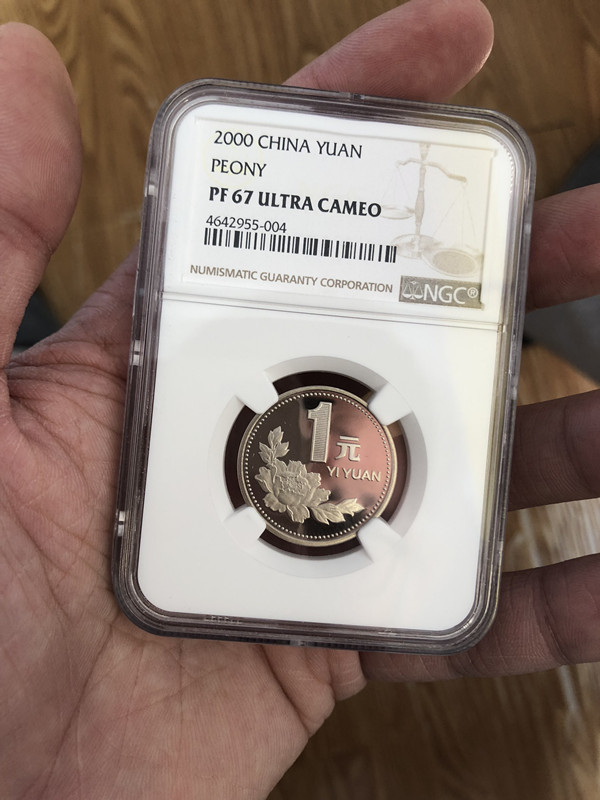 2000 CHINA YUAN
PEONY
PF 67 ULTRA CAMEO
4642955-004
NUMISMATIC GUARANTY CORPORATION
NGC®
1
元
YI YUAN